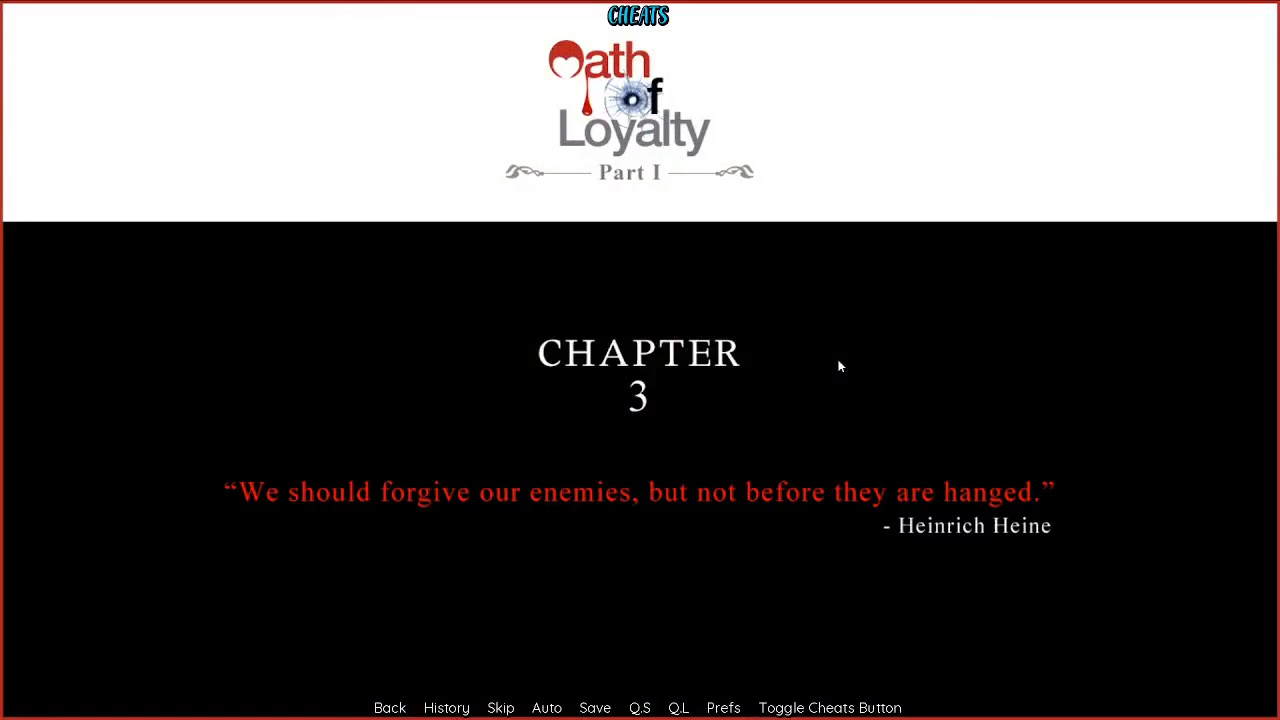 CHEATS
Oath
of
Loyalty
Part I
CHAPTER
3
“We should forgive our enemies, but not before they are hanged.”
- Heinrich Heine
Back History Skip Auto Save Q.S Q.L Prefs Toggle Cheats Button